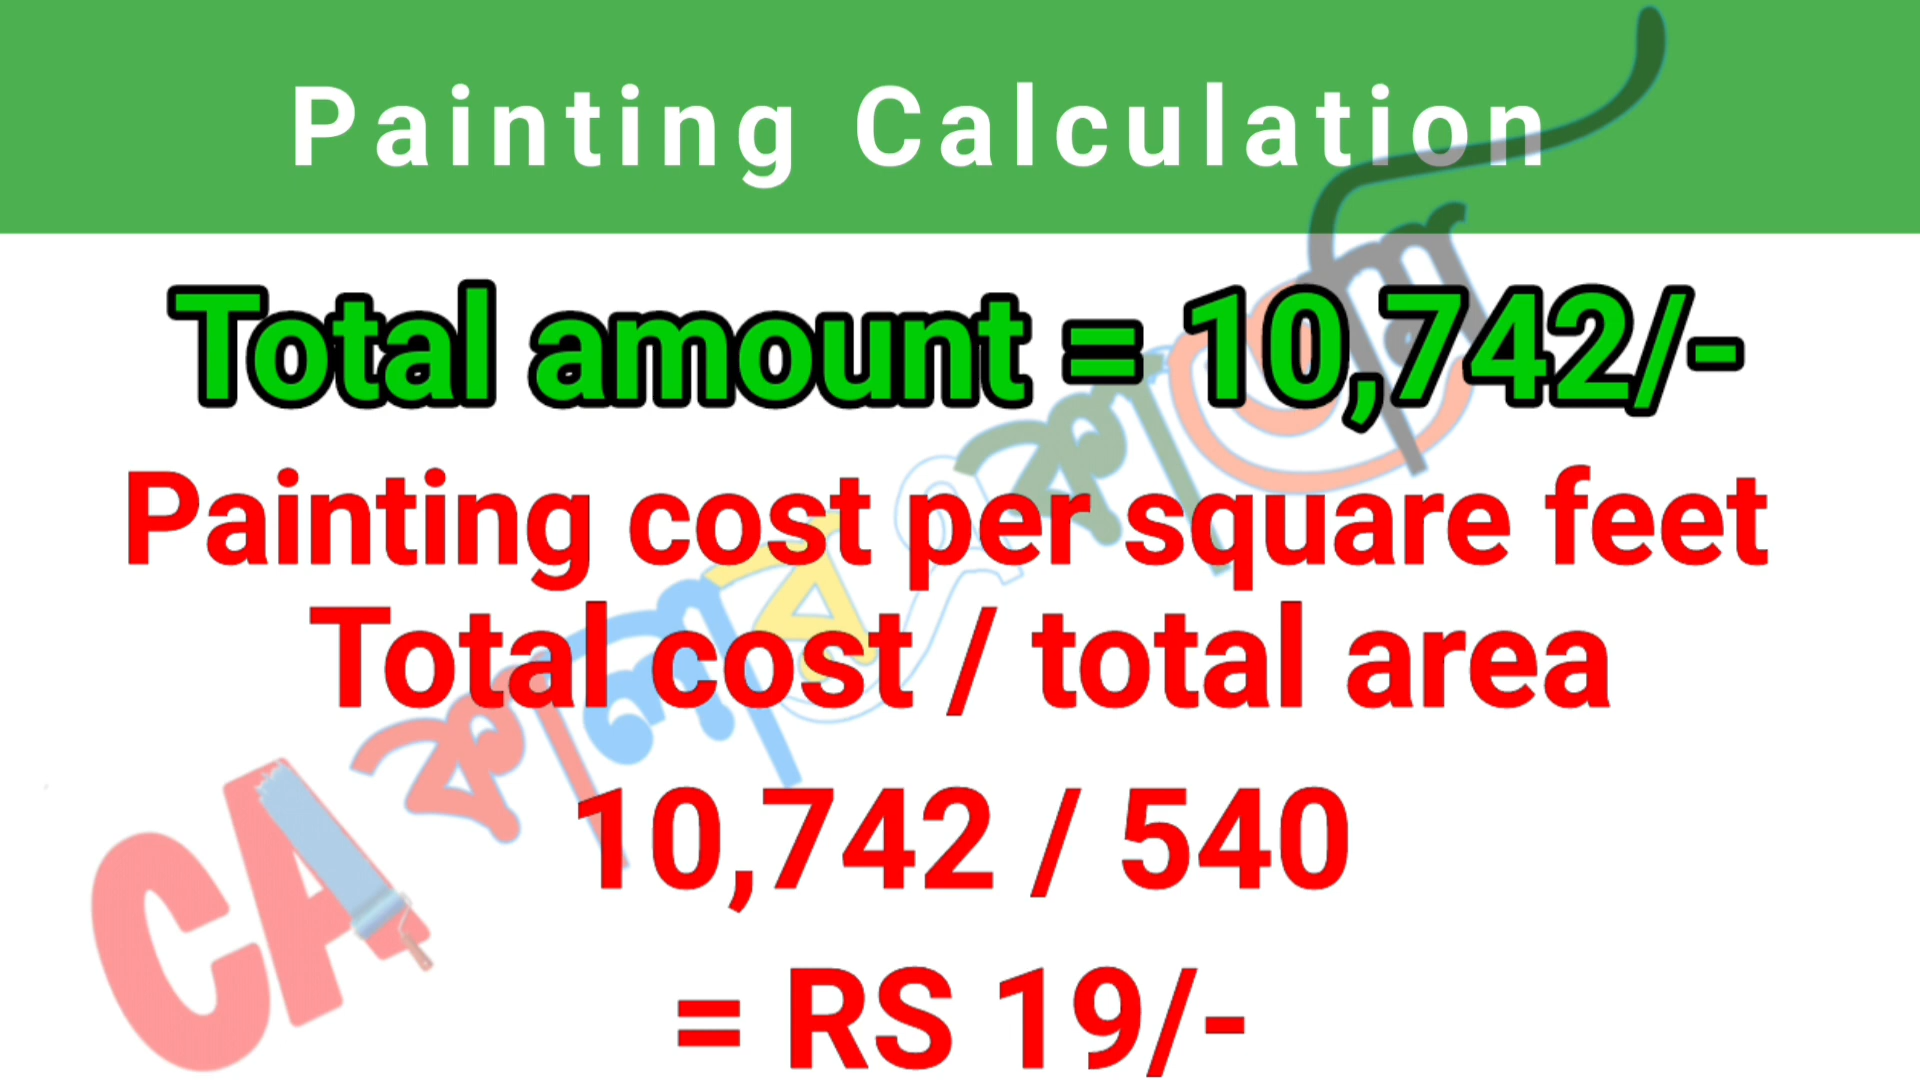 Painting Calculation
Total amount = 10,742/-
Painting cost per square feet
Total cost / total area
10,742 / 540
= RS 19/-
CA কালার